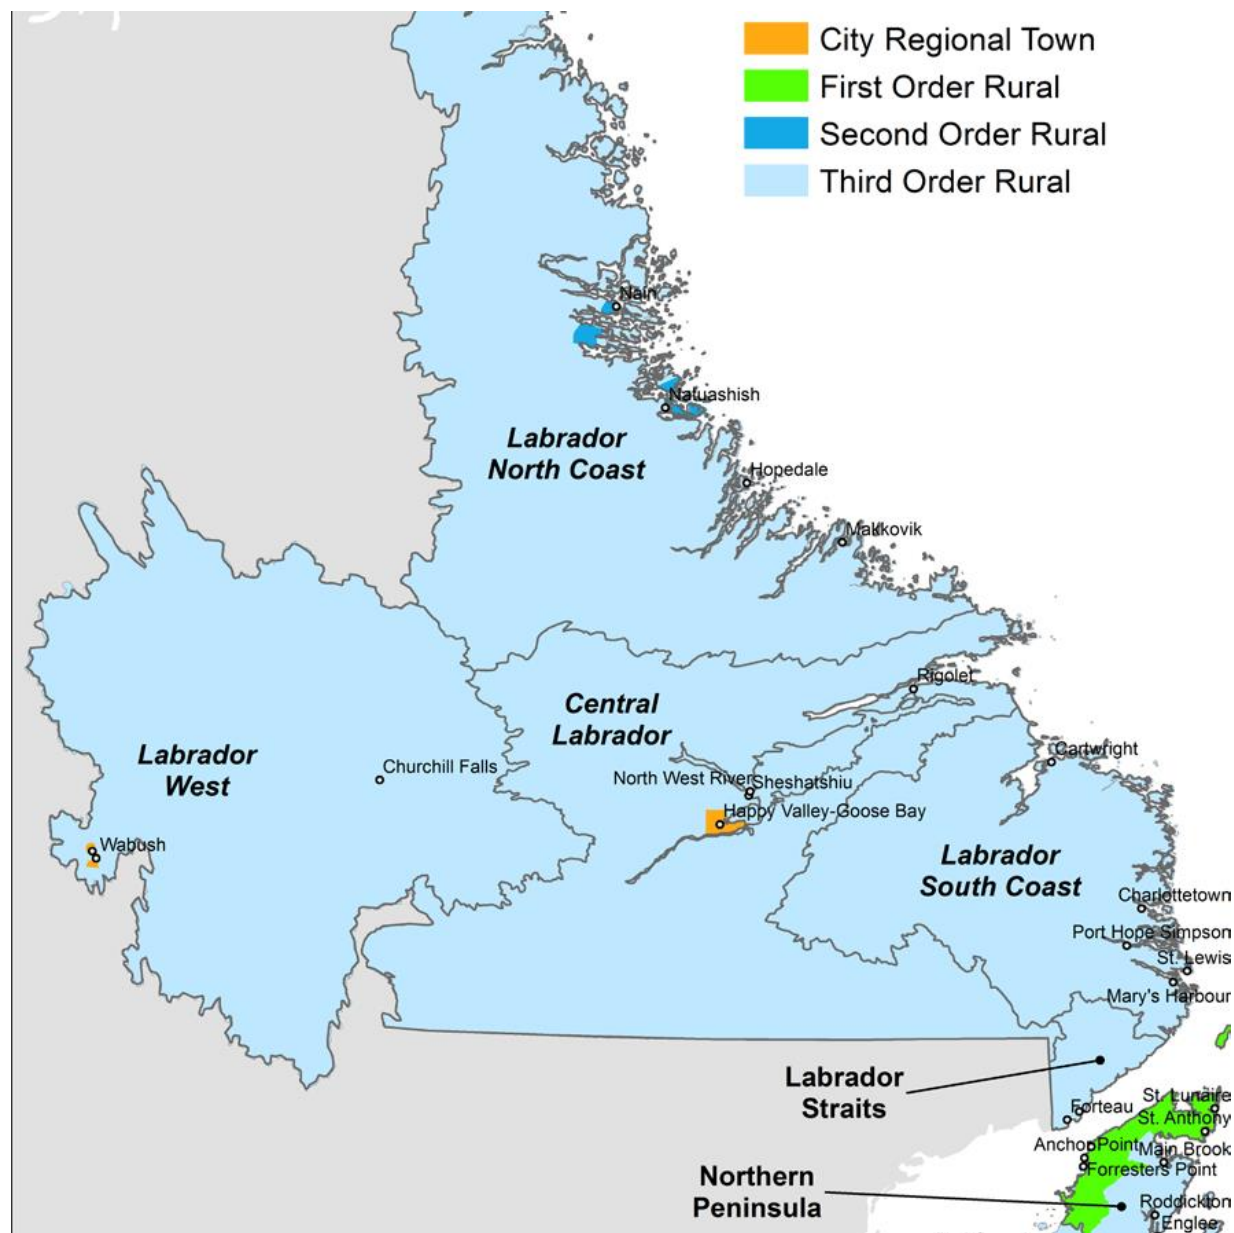 City Regional Town
First Order Rural
Second Order Rural
Third Order Rural
Nain
Natuashish
Labrador
North Coast
Hopedale
Makkovik
Rigolet
Central
Labrador
Cartwright
Labrador
West
Churchill Falls
North West River
Sheshatshiu
Happy Valley-Goose Bay
Wabush
Labrador
South Coast
Charlottetown
Port Hope Simpson
St. Lewis
Mary's Harbour
Labrador
Straits
Forteau
St. Lunaire
St. Anthony
Anchor Point
Main Brook
Forresters Point
Northern
Peninsula
Roddickton
Englee